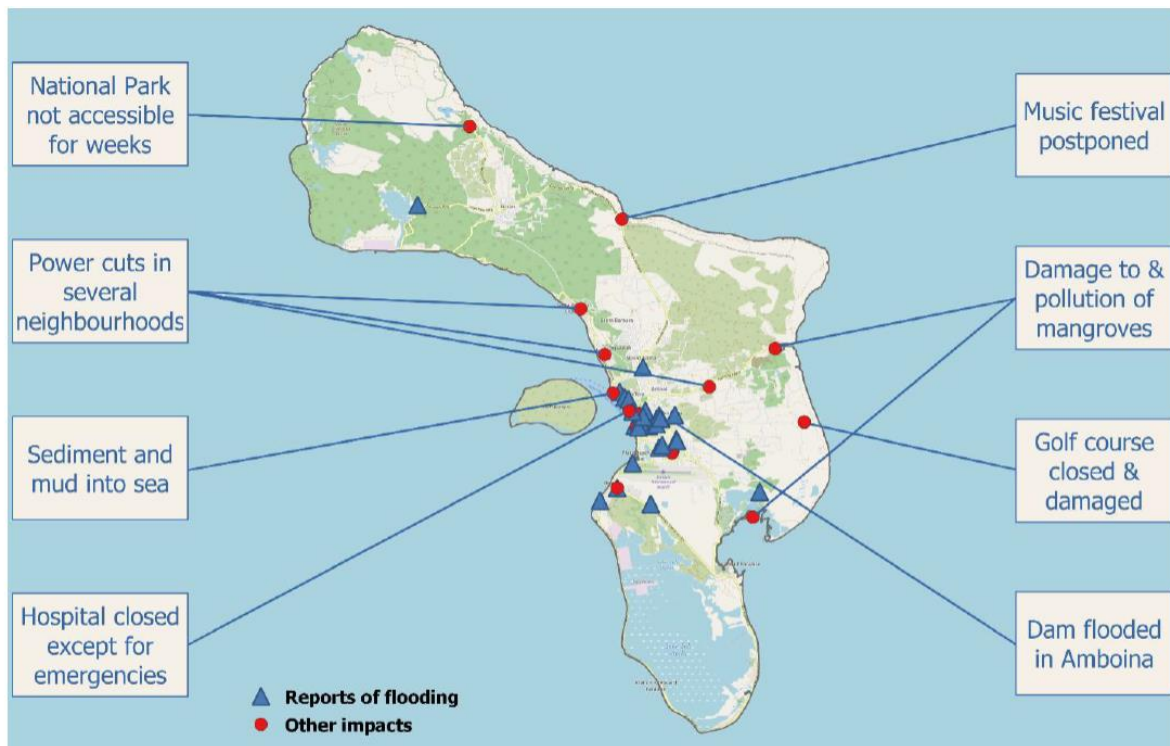 National Park
not accessible
for weeks
Power cuts in
several
neighbourhoods
Sediment and
mud into sea
Hospital closed
except for
emergencies
Music festival
postponed
Damage to &
pollution of
mangroves
Golf course
closed &
damaged
Dam flooded
in Amboina
Reports of flooding
Other impacts